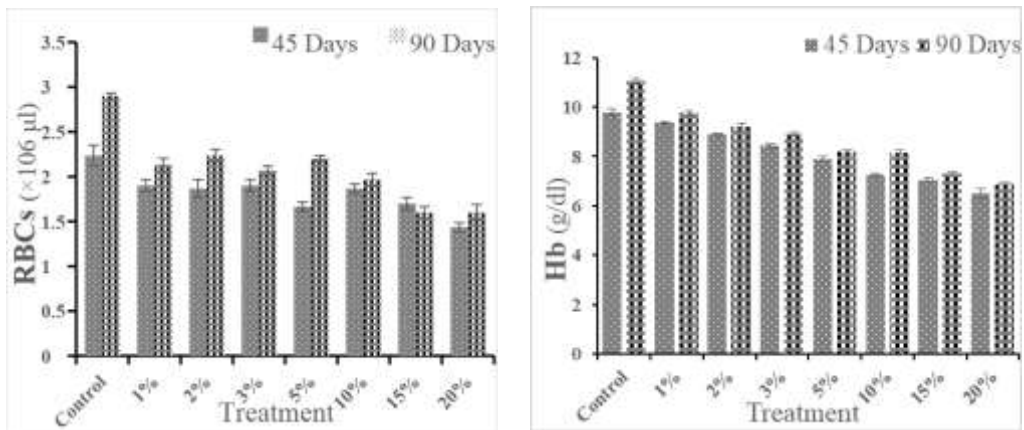 45 Days 90 Days
3.5
3
2.5
2
1.5
1
0.5
0
RBCs (×106 µl)
Control 1% 2% 3% 5% 10% 15% 20%
Treatment
45 Days 90 Days
12
10
8
6
4
2
0
Hb (g/dl)
Control 1% 2% 3% 5% 10% 15% 20%
Treatment